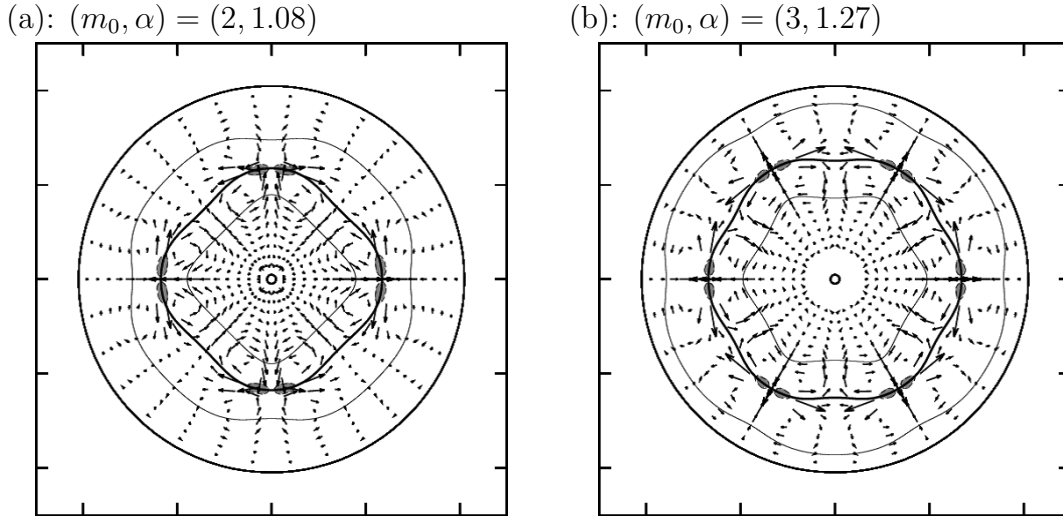 (a): (m₀, α) = (2, 1.08)
(b): (m₀, α) = (3, 1.27)